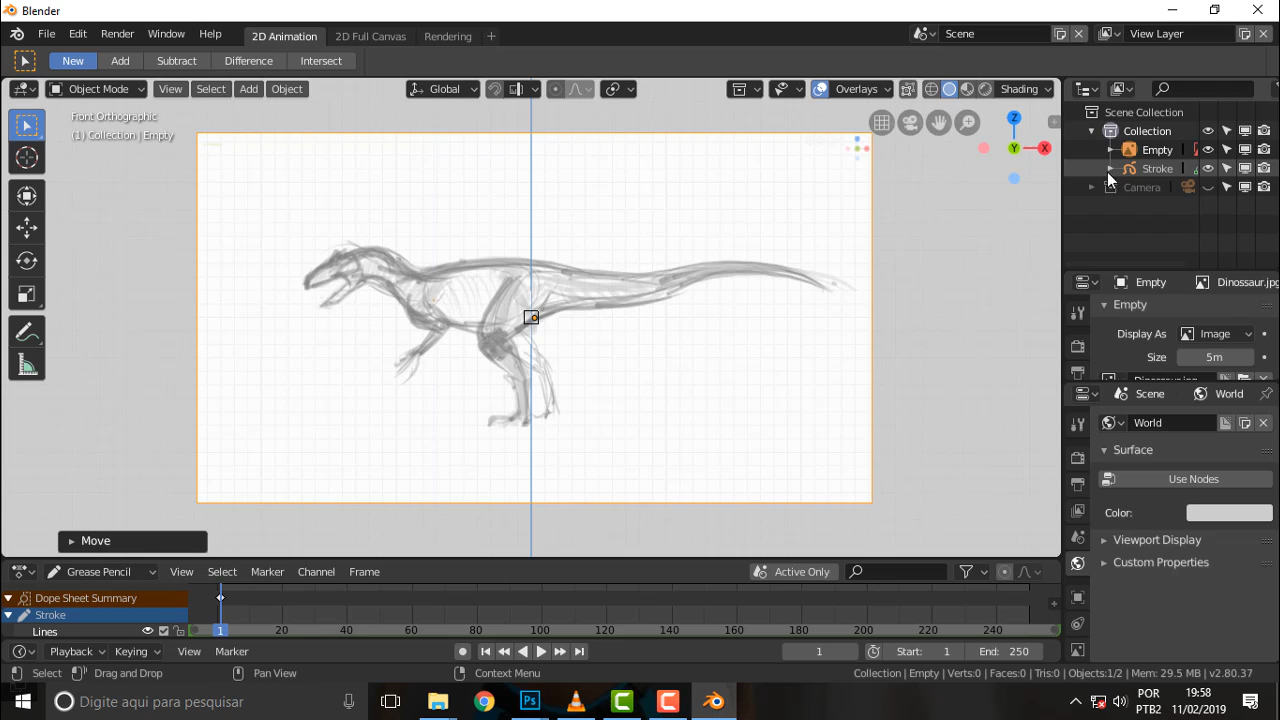 Blender
File Edit Render Window Help 2D Animation 2D Full Canvas Rendering + Scene View Layer
New Add Subtract Difference Intersect
Object Mode View Select Add Object Global Overlays Shading
Front Orthographic
(1) Collection | Empty
Z
Y
X
Scene Collection
Collection
Empty
Stroke
Camera
Empty Dinossaur.jpg
Empty
Display As Image
Size 5m
Scene World
World
Surface
Use Nodes
Color:
Viewport Display
Custom Properties
Move
Grease Pencil View Select Marker Channel Frame Active Only
Dope Sheet Summary
Stroke
Lines 1 20 40 60 80 100 120 140 160 180 200 220 240
Playback Keying View Marker 1 Start: 1 End: 250
Select Drag and Drop Pan View Context Menu Collection | Empty | Verts:0 | Faces:0 | Tris:0 | Objects:1/2 | Mem: 29.5 MB | v2.80.37
Digite aqui para pesquisar
Ps
POR
PTB2
19:58
11/02/2019